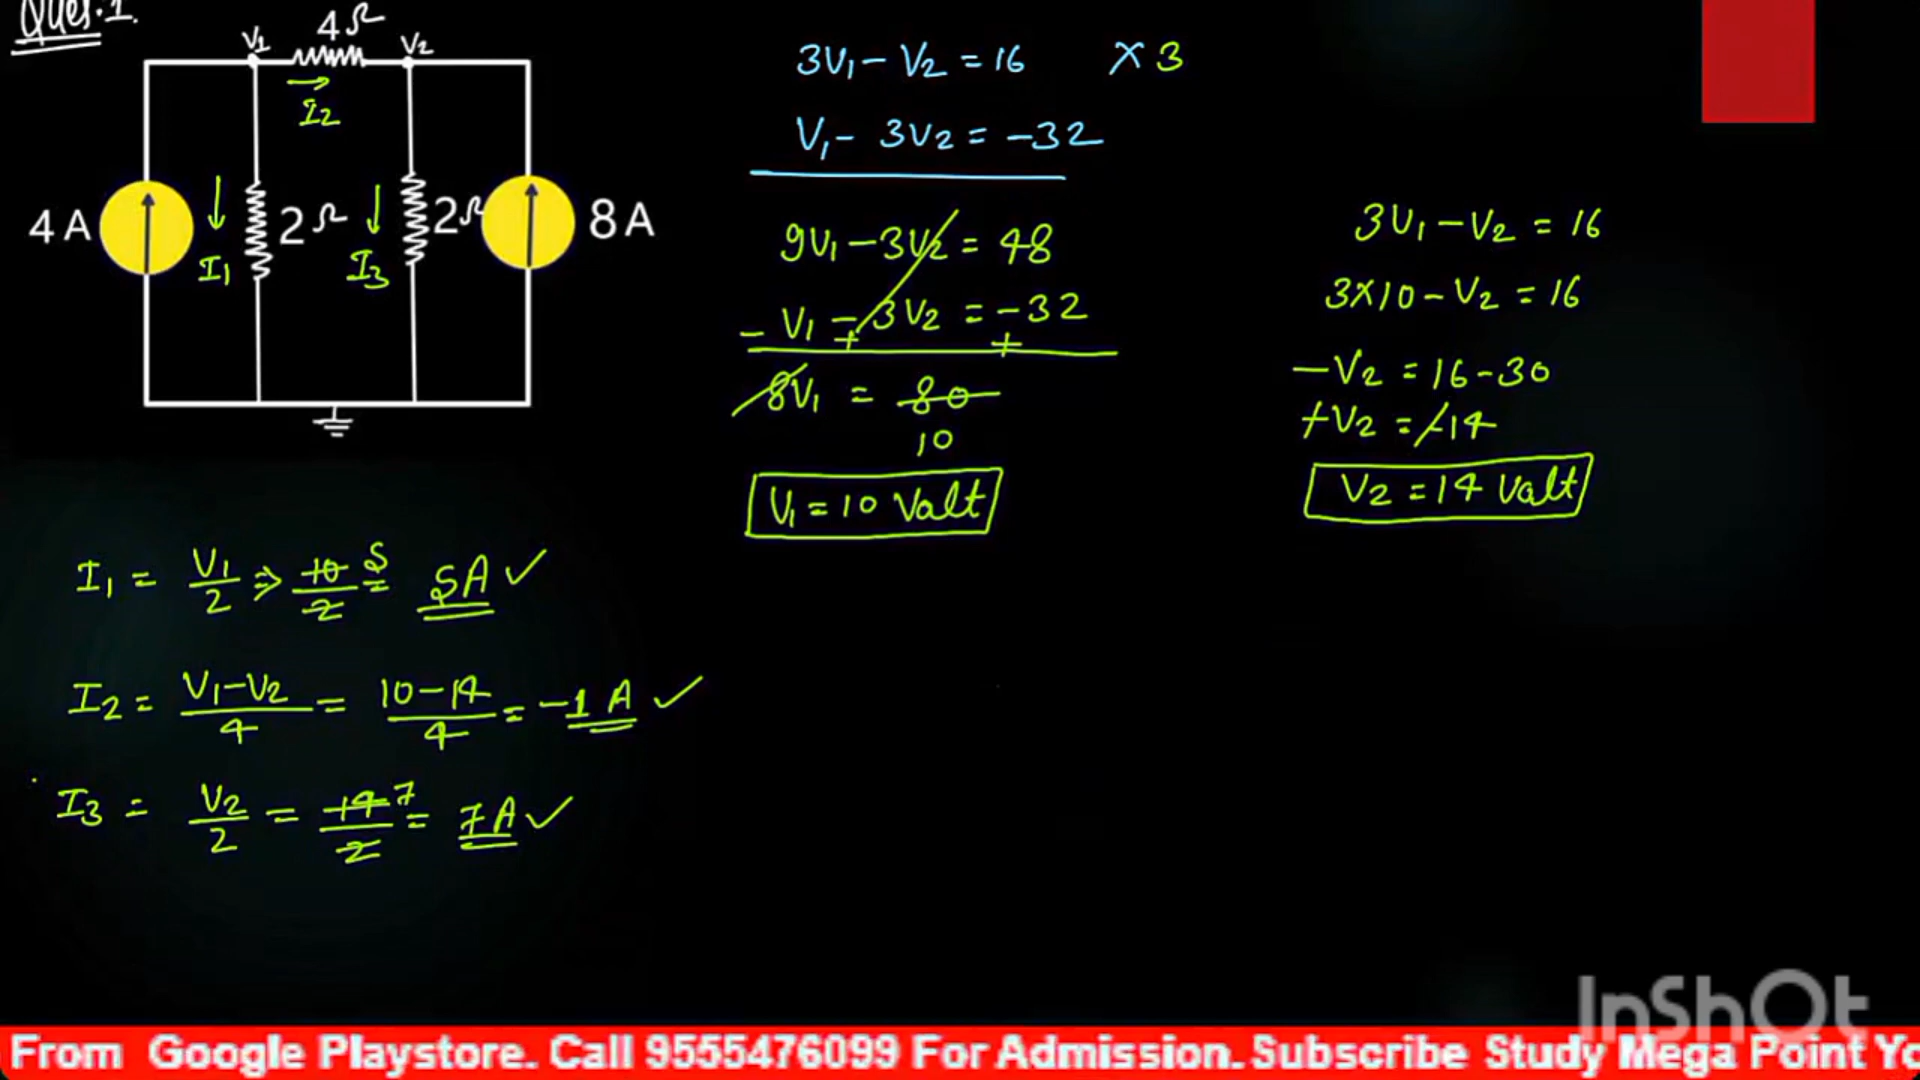 Ques.1.
4Ω
V1
V2
I2
4A
2Ω
2Ω
8A
I1
I3
3V1 - V2 = 16 × 3
V1 - 3V2 = -32
9V1 - 3V2 = 48
- V1 - 3V2 = -32
+ +
8V1 = 80
10
V1 = 10 Valt
3V1 - V2 = 16
3×10 - V2 = 16
-V2 = 16 - 30
+V2 = -14
V2 = 14 Valt
I1 = V1/2 ⇒ 10/2 5 = 5A ✓
I2 = V1-V2/4 = 10-14/4 = -1 A ✓
I3 = V2/2 = 14/2 7 = 7A ✓
InShOt
From Google Playstore. Call 9555476099 For Admission. Subscribe Study Mega Point Yo